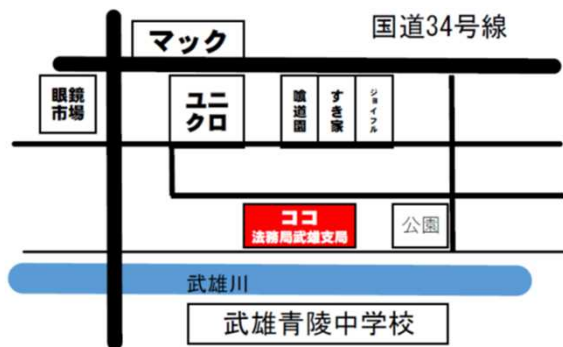 国道34号線
マック
眼鏡
市場
ユニ
クロ
喰道園
すき家
ジョイフル
ココ
法務局武雄支局
公園
武雄川
武雄青陵中学校